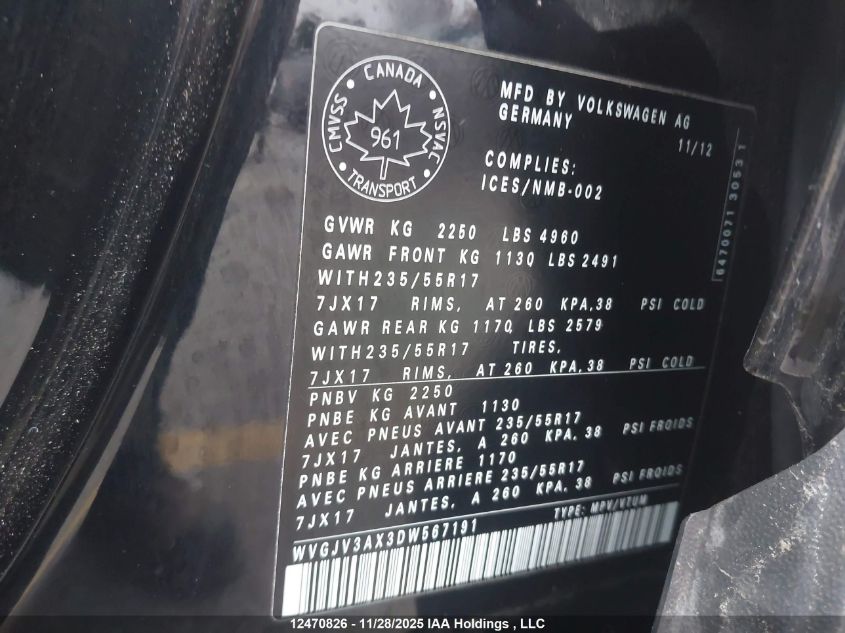 CANADA
CMVSS
NSVAC
961
TRANSPORT
MFD BY VOLKSWAGEN AG
GERMANY
11/12
COMPLIES:
ICES/NMB-002
6470071 3053 T
GVWR KG 2250 LBS 4960
GAWR FRONT KG 1130 LBS 2491
WITH235/55R17
7JX17 RIMS, AT 260 KPA,38 PSI COLD
GAWR REAR KG 1170 LBS 2579
WITH235/55R17 TIRES,
7JX17 RIMS, AT 260 KPA,38 PSI COLD
PNBV KG 2250
PNBE KG AVANT 1130
AVEC PNEUS AVANT 235/55R17
7JX17 JANTES, A 260 KPA, 38 PSI FROIDS
PNBE KG ARRIERE 1170
AVEC PNEUS ARRIERE 235/55R17
7JX17 JANTES, A 260 KPA, 38 PSI FROIDS
WVGJV3AX3DW567191 TYPE: MPV/VTUM
12470826 - 11/28/2025 IAA Holdings , LLC